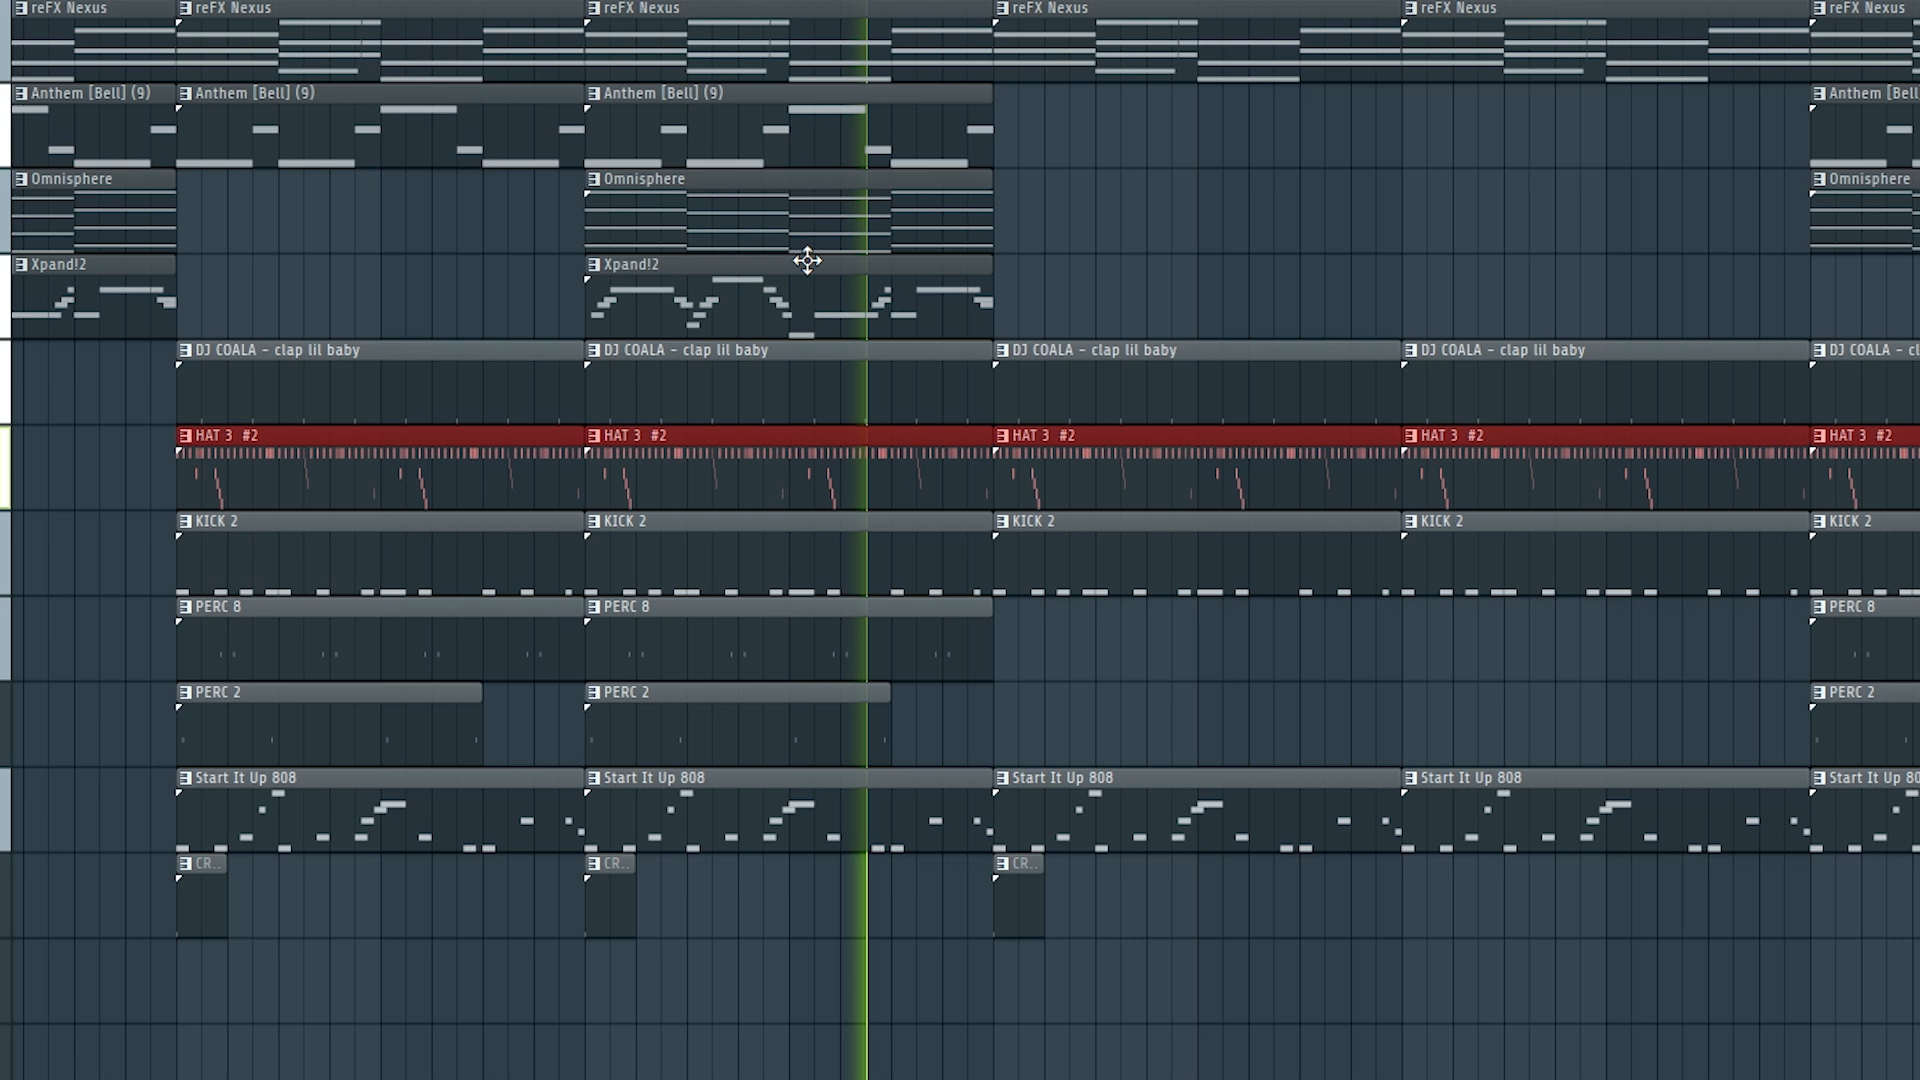 reFX Nexus reFX Nexus reFX Nexus reFX Nexus reFX Nexus reFX Nexus
Anthem [Bell] (9) Anthem [Bell] (9) Anthem [Bell] (9) Anthem [Bell
Omnisphere Omnisphere Omnisphere
Xpand!2 Xpand!2
DJ COALA - clap lil baby DJ COALA - clap lil baby DJ COALA - clap lil baby DJ COALA - clap lil baby DJ COALA - cl
HAT 3 #2 HAT 3 #2 HAT 3 #2 HAT 3 #2 HAT 3 #2
KICK 2 KICK 2 KICK 2 KICK 2 KICK 2
PERC 8 PERC 8 PERC 8
PERC 2 PERC 2 PERC 2
Start It Up 808 Start It Up 808 Start It Up 808 Start It Up 808 Start It Up 80
CR.. CR.. CR..